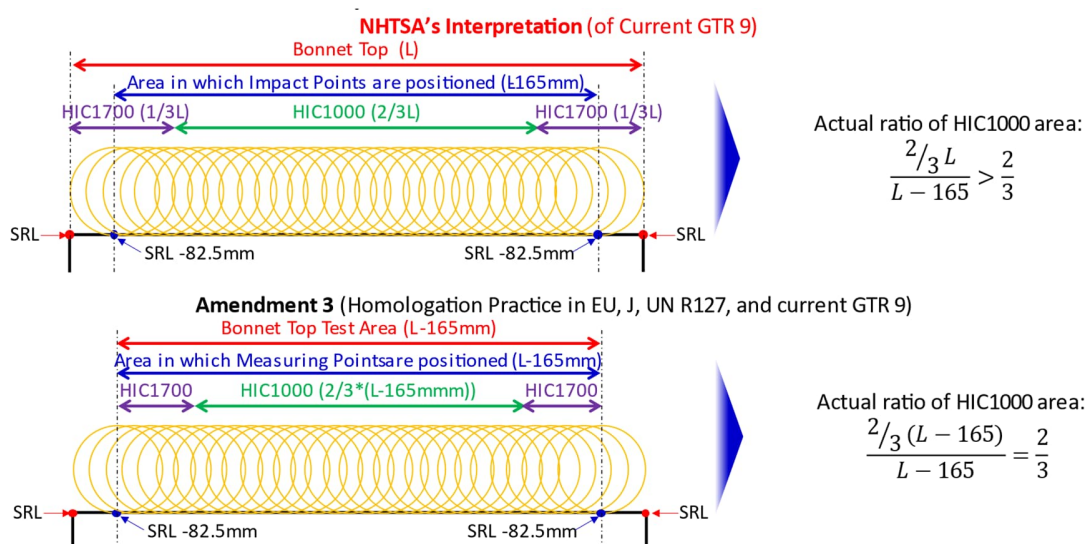 NHTSA's Interpretation (of Current GTR 9)
Bonnet Top (L)
Area in which Impact Points are positioned (L-165mm)
HIC1700 (1/3L) HIC1000 (2/3L) HIC1700 (1/3L)
SRL SRL
SRL -82.5mm SRL -82.5mm
Actual ratio of HIC1000 area:
2/3 L
L − 165
> 2/3
Amendment 3 (Homologation Practice in EU, J, UN R127, and current GTR 9)
Bonnet Top Test Area (L-165mm)
Area in which Measuring Pointsare positioned (L-165mm)
HIC1700 HIC1000 (2/3*(L-165mmm)) HIC1700
SRL SRL
SRL -82.5mm SRL -82.5mm
Actual ratio of HIC1000 area:
2/3 (L − 165)
L − 165
= 2/3